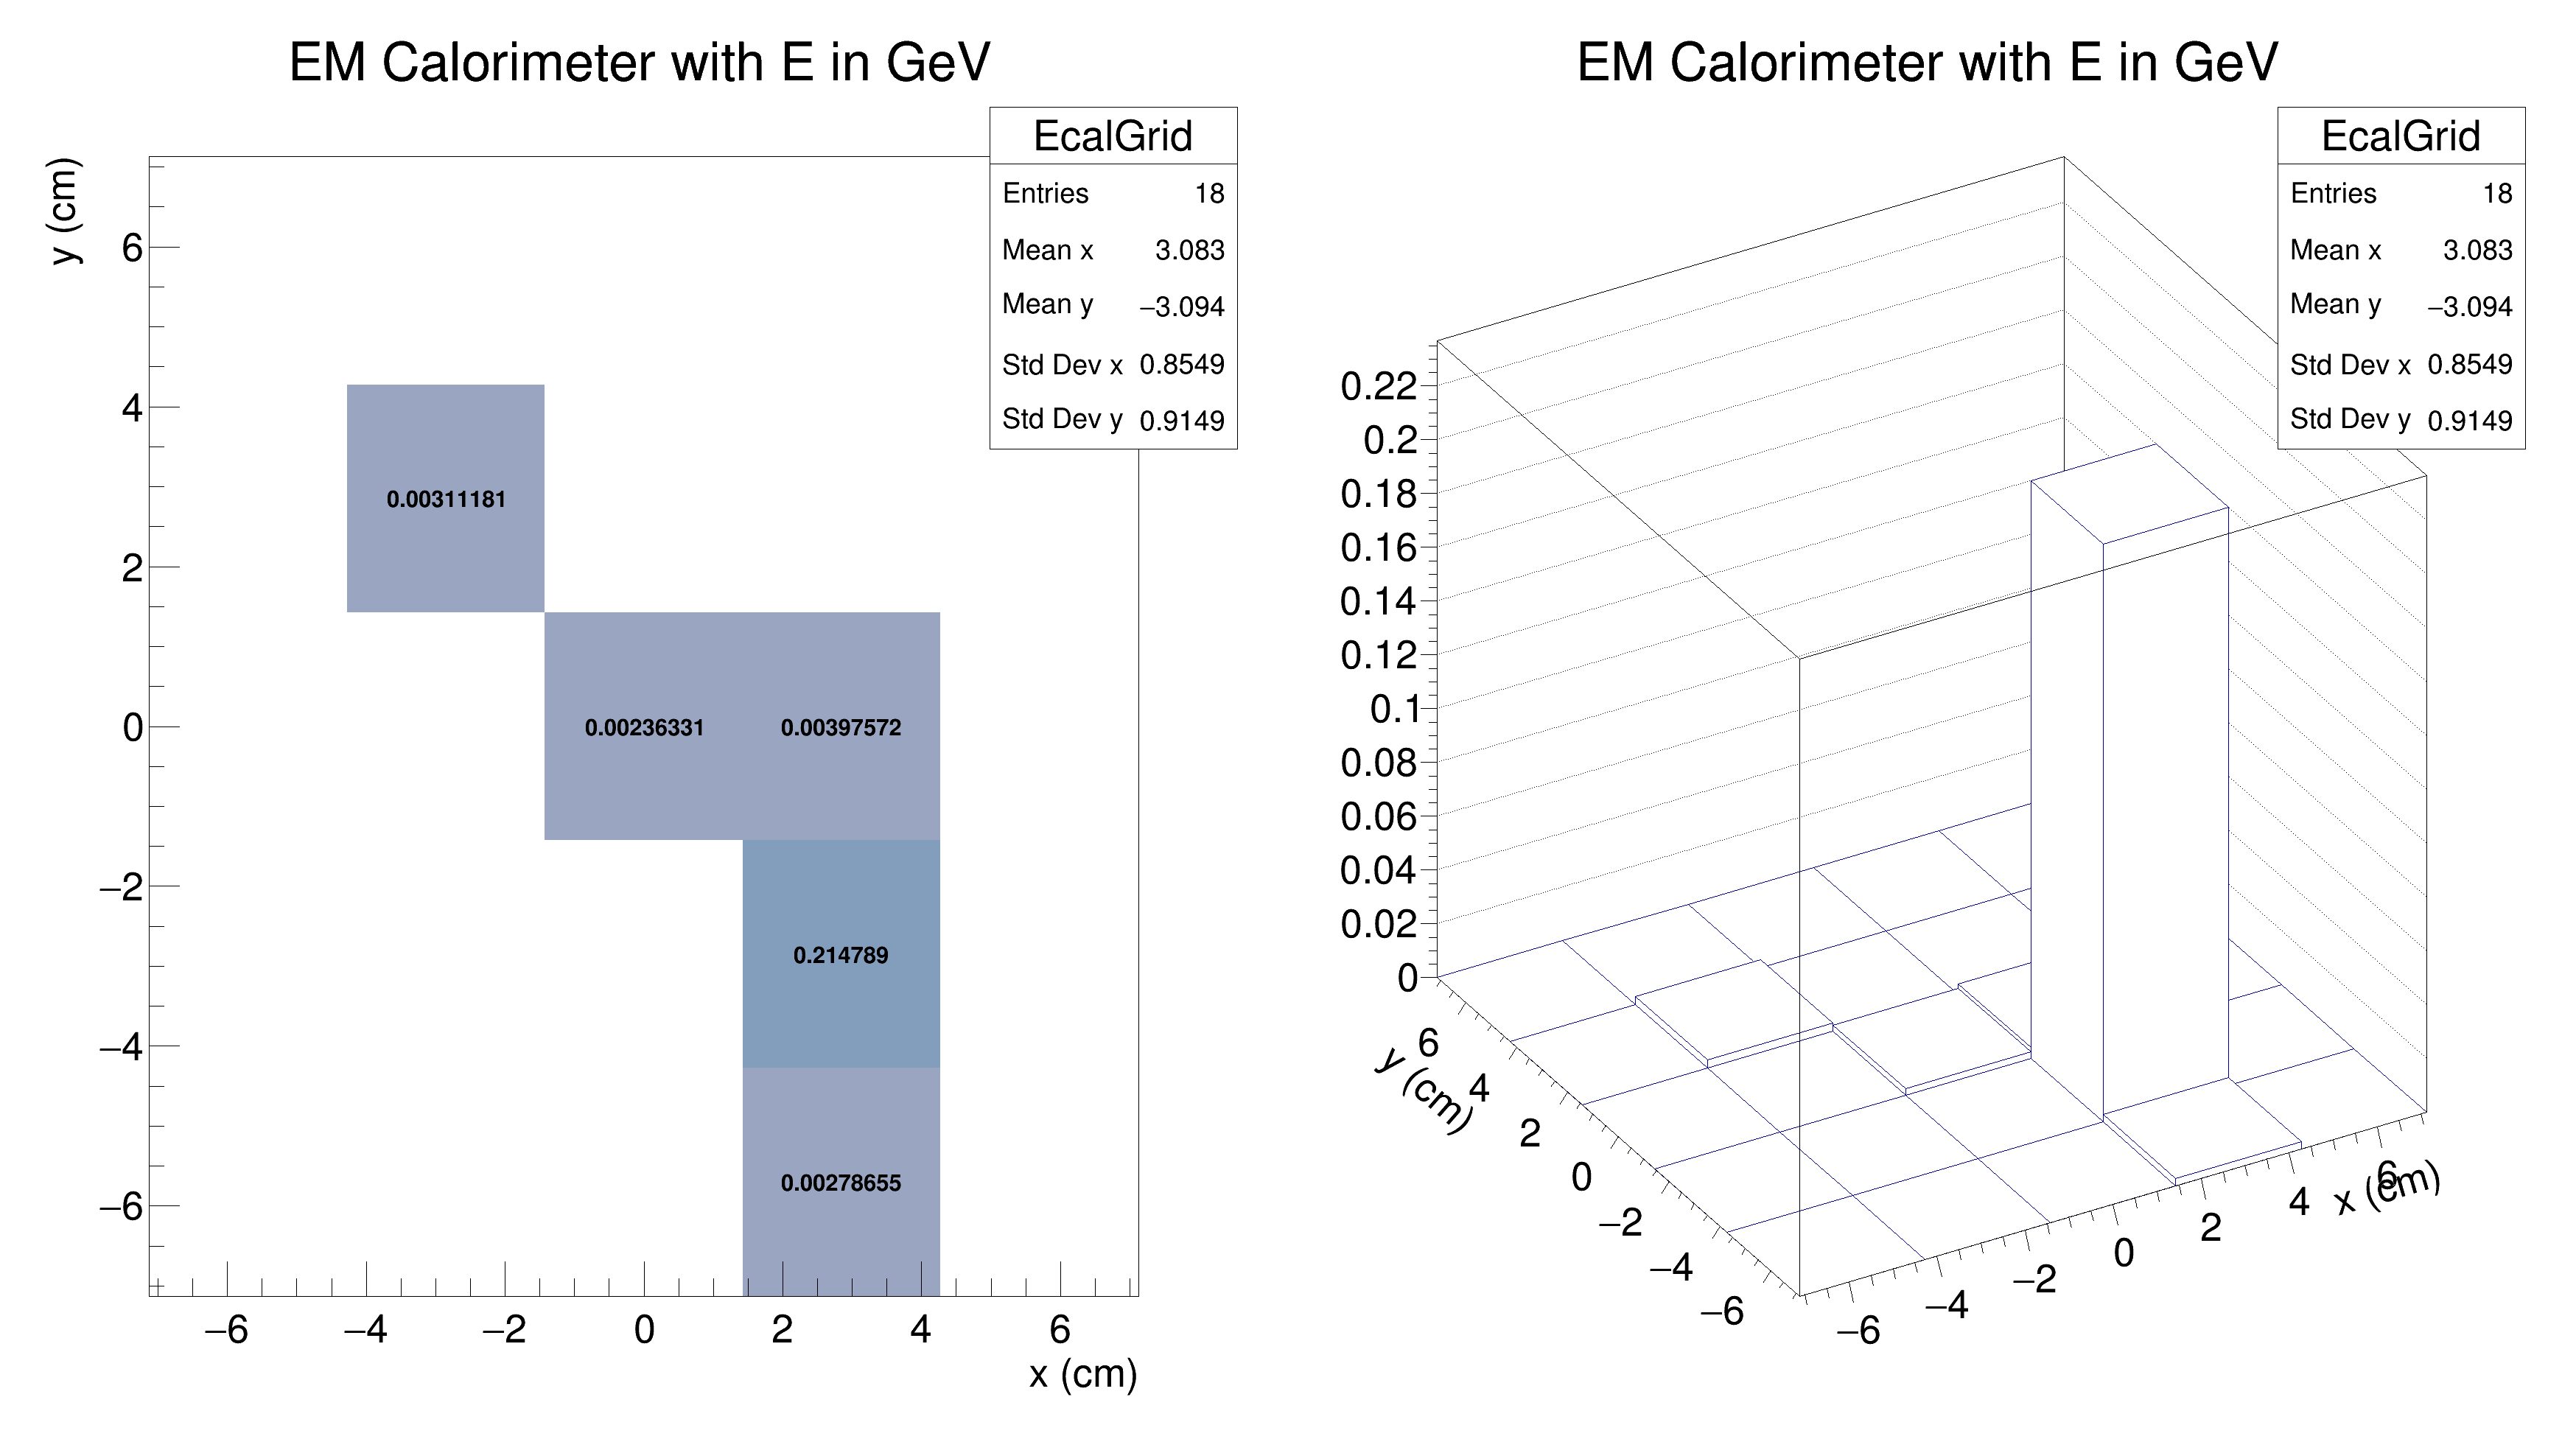 EM Calorimeter with E in GeV
EcalGrid
Entries 18
Mean x 3.083
Mean y −3.094
Std Dev x 0.8549
Std Dev y 0.9149
y (cm)
6
4
2
0
−2
−4
−6
0.00311181
0.00236331 0.00397572
0.214789
0.00278655
−6 −4 −2 0 2 4 6
x (cm)
EM Calorimeter with E in GeV
EcalGrid
Entries 18
Mean x 3.083
Mean y −3.094
Std Dev x 0.8549
Std Dev y 0.9149
0.22
0.2
0.18
0.16
0.14
0.12
0.1
0.08
0.06
0.04
0.02
0
6
4
2
0
−2
−4
−6
y (cm)
−6
−4
−2
0
2
4
6
x (cm)